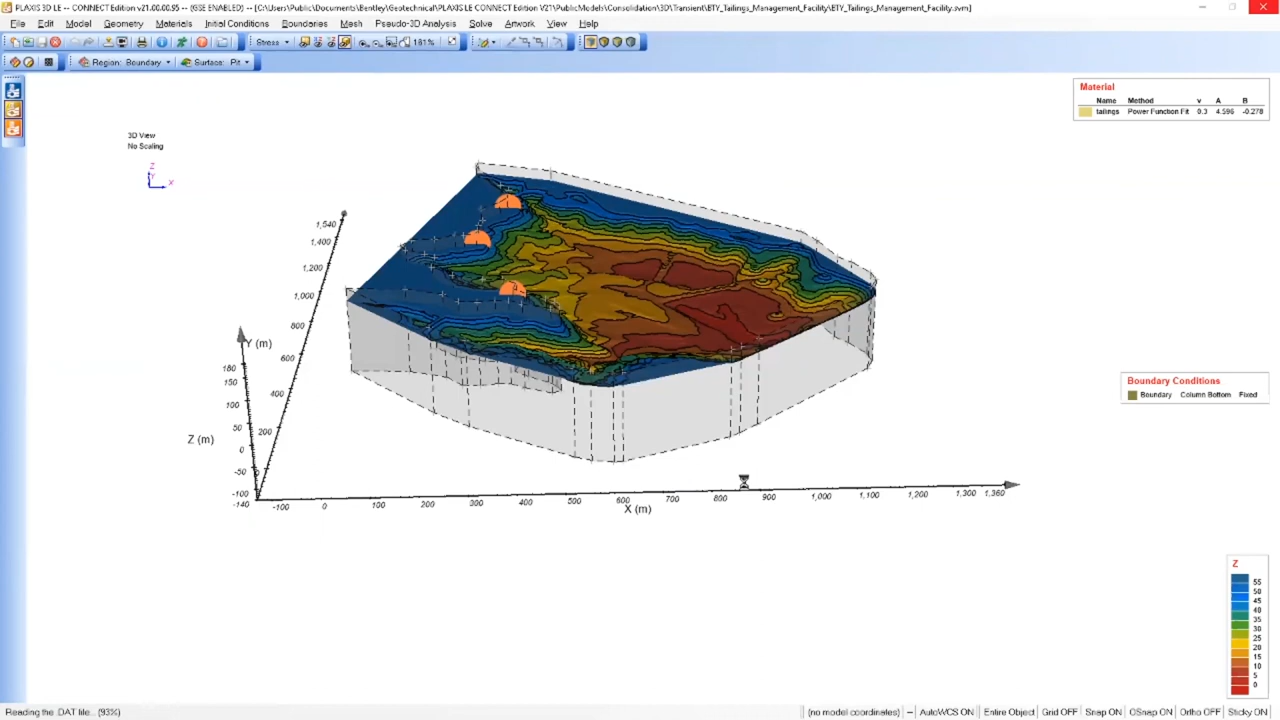 PLAXIS 3D LE -- CONNECT Edition v21.00.00.95 -- (GSE ENABLED) -- [C:\Users\Public\Documents\Bentley\Geotechnical\PLAXIS LE CONNECT Edition V21\PublicModels\Consolidation\3D\Transient\BTY_Tailings_Management_Facility\BTY_Tailings_Management_Facility.svm]
File Edit Model Geometry Materials Initial Conditions Boundaries Mesh Pseudo-3D Analysis Solve Artwork View Help
Stress 181%
Region: Boundary Surface: Pit
Material
Name Method v A B
tailings Power Function Fit 0.3 4.596 -0.278
3D View
No Scaling
Z
Y
X
1,540
1,400
1,200
1,000
800
600
400
200
Y (m)
180
150
100
50
0
-50
-100
-140
Z (m)
-100 0 100 200 300 400 500 600 700 800 900 1,000 1,100 1,200 1,300 1,360
X (m)
Boundary Conditions
Boundary Column Bottom Fixed
Z
55
50
45
40
35
30
25
20
15
10
5
0
Reading the .DAT file... (93%)
(no model coordinates) -- AutoWCS ON Entire Object Grid OFF Snap ON OSnap ON Ortho OFF Sticky ON